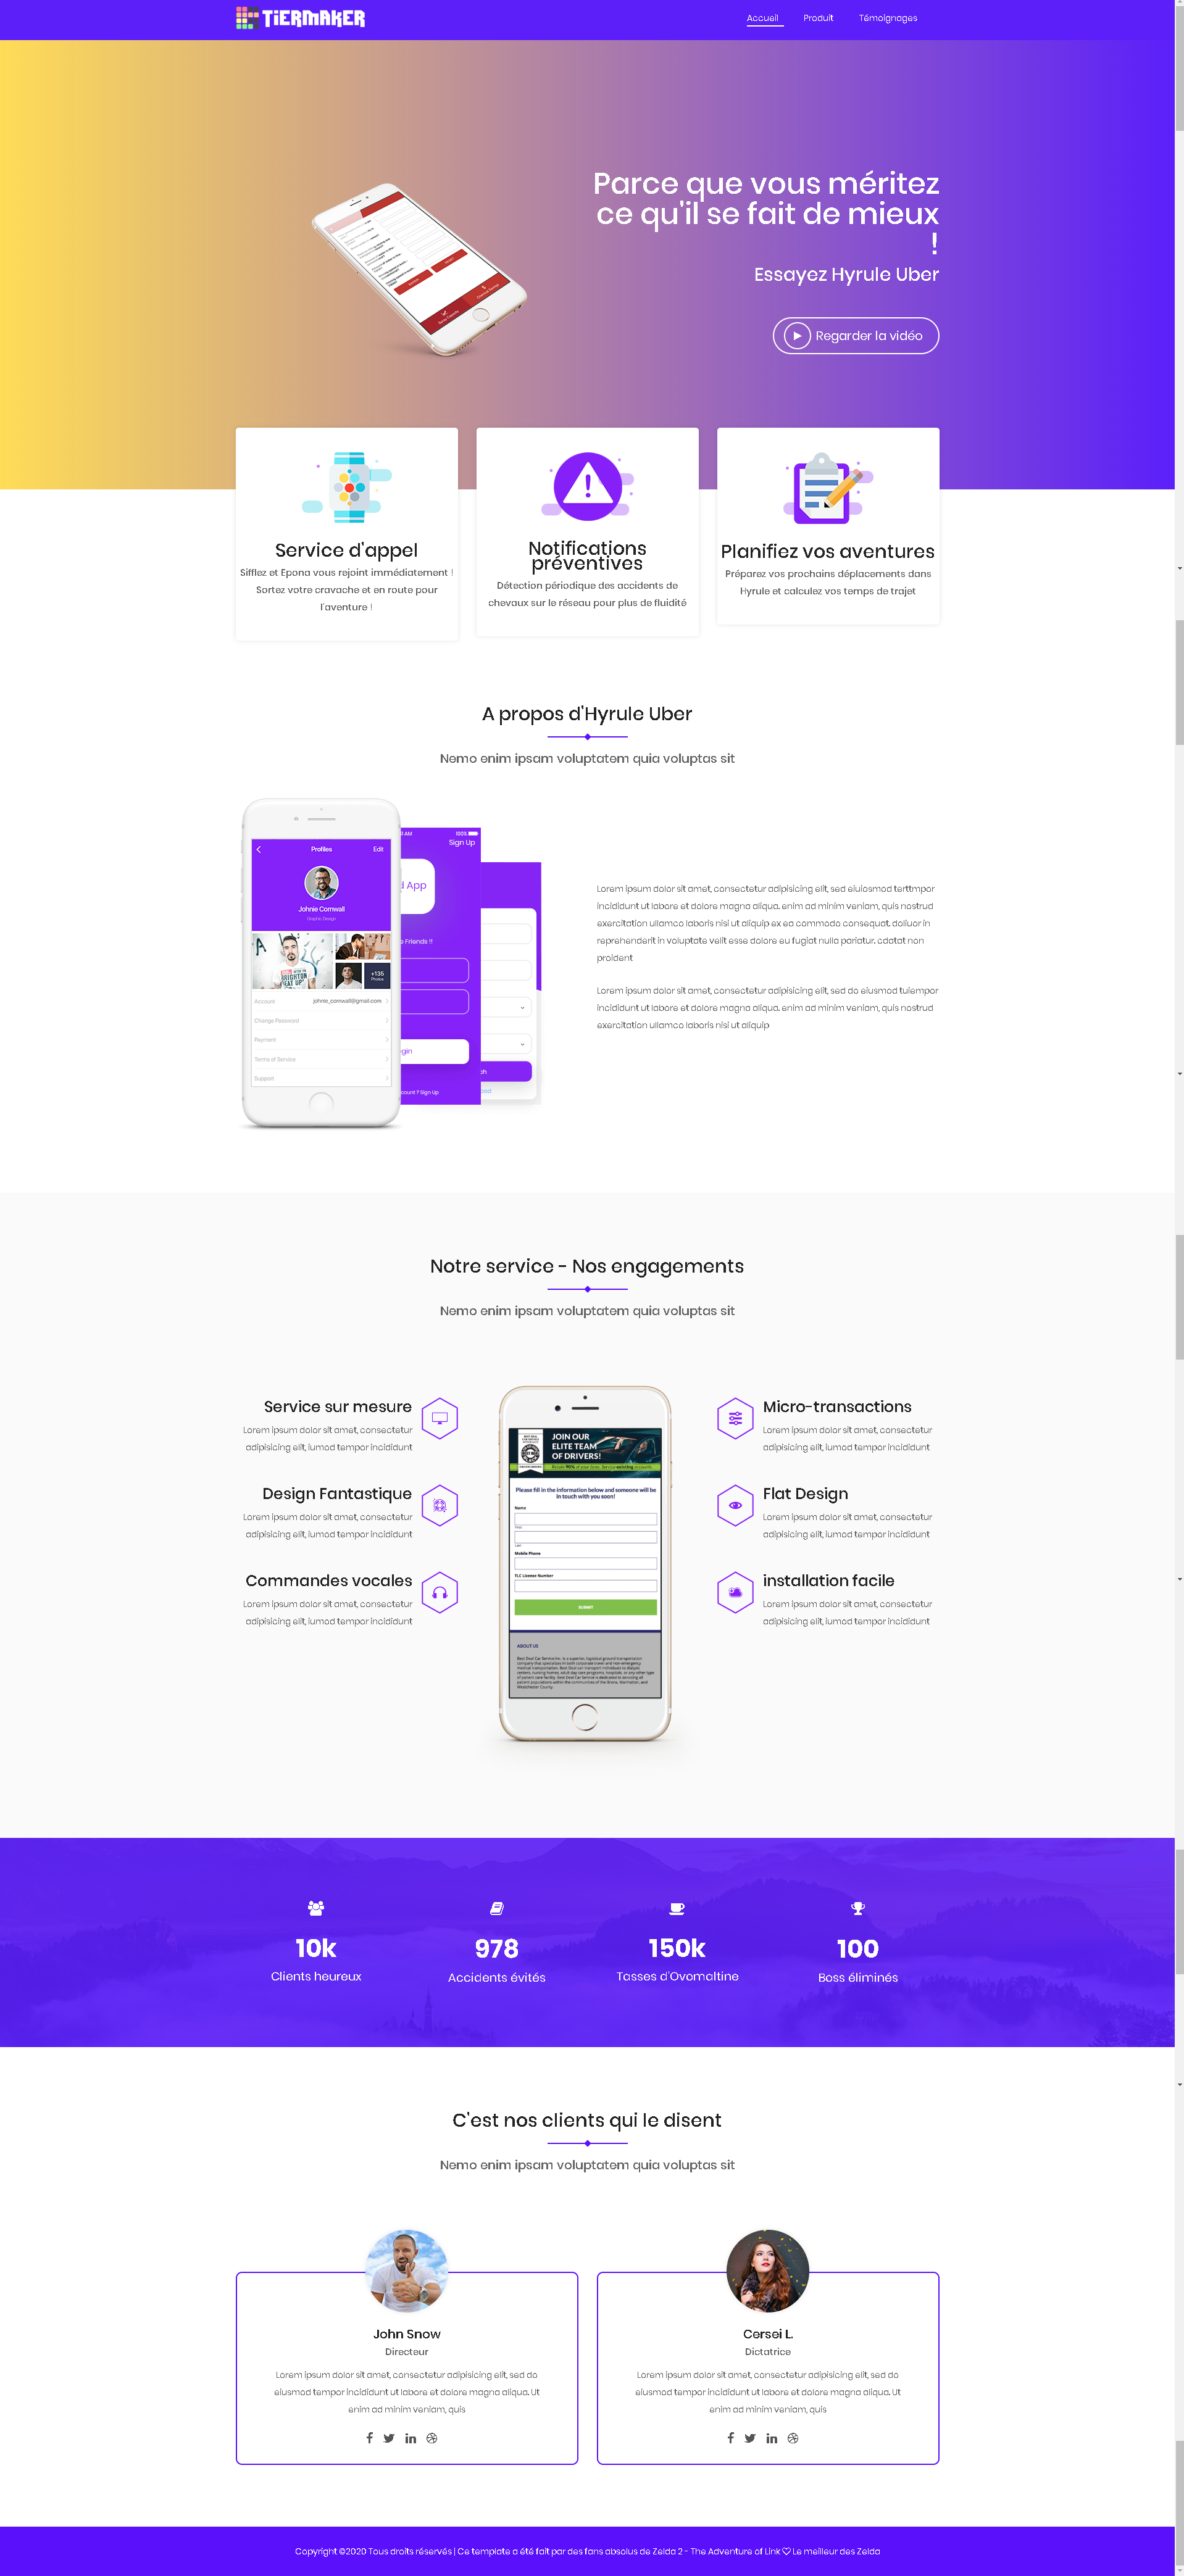 TiERMAKER
Accueil
Produit
Témoignages
Parce que vous méritez
ce qu'il se fait de mieux
!
Essayez Hyrule Uber
Regarder la vidéo
Service d'appel
Sifflez et Epona vous rejoint immédiatement !
Sortez votre cravache et en route pour
l'aventure !
Notifications
préventives
Détection périodique des accidents de
chevaux sur le réseau pour plus de fluidité
Planifiez vos aventures
Préparez vos prochains déplacements dans
Hyrule et calculez vos temps de trajet
A propos d'Hyrule Uber
Nemo enim ipsam voluptatem quia voluptas sit
Profiles
Edit
Johnie Cornwall
Graphic Design
+135
Photos
Account
johnie_cornwall@gmail.com
Change Password
Payment
Terms of Service
Support
AM
100%
Sign Up
d App
Friends !!
gin
count ? Sign Up
Lorem ipsum dolor sit amet, consectetur adipisicing elit, sed eiuiosmod terttmpor
incididunt ut labore et dolore magna aliqua. enim ad minim veniam, quis nostrud
exercitation ullamco laboris nisi ut aliquip ex ea commodo consequat. doliuor in
reprehenderit in voluptate velit esse dolore eu fugiat nulla pariatur. cdatat non
proident
Lorem ipsum dolor sit amet, consectetur adipisicing elit, sed do eiusmod tuiempor
incididunt ut labore et dolore magna aliqua. enim ad minim veniam, quis nostrud
exercitation ullamco laboris nisi ut aliquip
Notre service - Nos engagements
Nemo enim ipsam voluptatem quia voluptas sit
Service sur mesure
Lorem ipsum dolor sit amet, consectetur
adipisicing elit, iumod tempor incididunt
Design Fantastique
Lorem ipsum dolor sit amet, consectetur
adipisicing elit, iumod tempor incididunt
Commandes vocales
Lorem ipsum dolor sit amet, consectetur
adipisicing elit, iumod tempor incididunt
JOIN OUR
ELITE TEAM
OF DRIVERS!
Please fill in the information below and someone will be
in touch with you soon!
Name
First
Last
Mobile Phone
TLC License Number
SUBMIT
ABOUT US
Micro-transactions
Lorem ipsum dolor sit amet, consectetur
adipisicing elit, iumod tempor incididunt
Flat Design
Lorem ipsum dolor sit amet, consectetur
adipisicing elit, iumod tempor incididunt
installation facile
Lorem ipsum dolor sit amet, consectetur
adipisicing elit, iumod tempor incididunt
10k
Clients heureux
978
Accidents évités
150k
Tasses d'Ovomaltine
100
Boss éliminés
C'est nos clients qui le disent
Nemo enim ipsam voluptatem quia voluptas sit
John Snow
Directeur
Lorem ipsum dolor sit amet, consectetur adipisicing elit, sed do
eiusmod tempor incididunt ut labore et dolore magna aliqua. Ut
enim ad minim veniam, quis
Cersei L.
Dictatrice
Lorem ipsum dolor sit amet, consectetur adipisicing elit, sed do
eiusmod tempor incididunt ut labore et dolore magna aliqua. Ut
enim ad minim veniam, quis
Copyright ©2020 Tous droits réservés | Ce template a été fait par des fans absolus de Zelda 2 - The Adventure of Link ♡ Le meilleur des Zelda